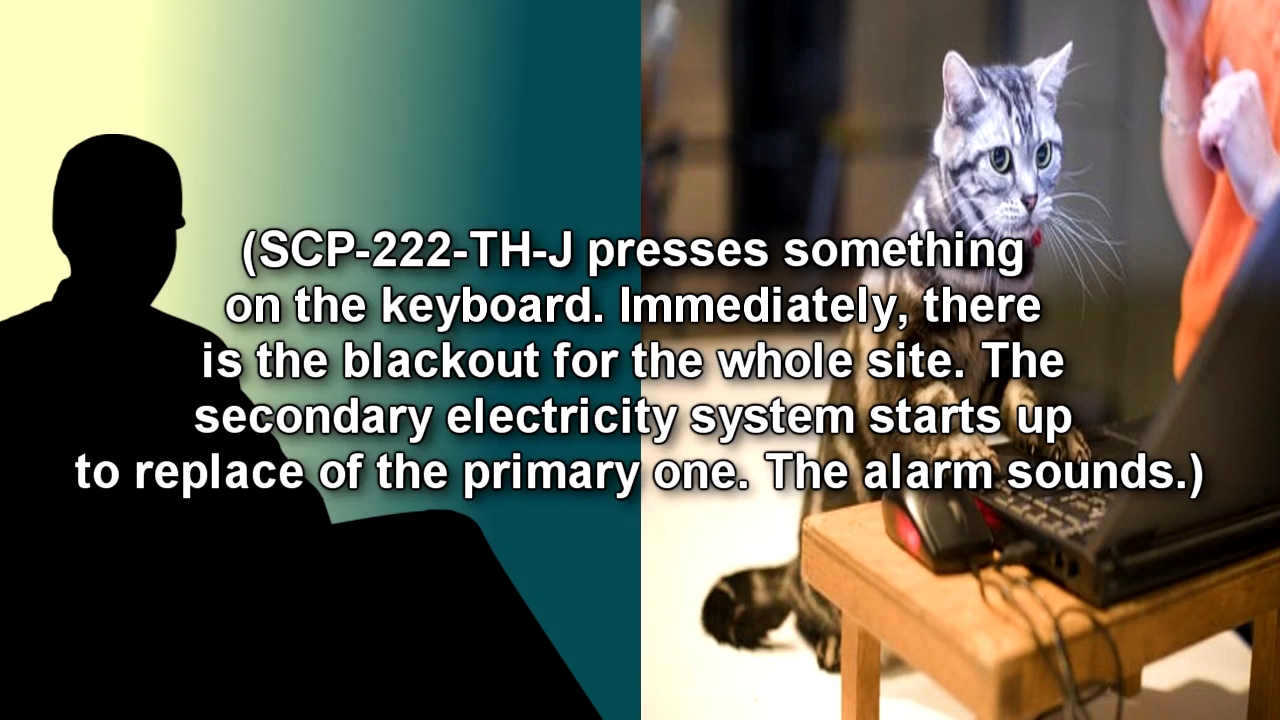 (SCP-222-TH-J presses something
on the keyboard. Immediately, there
is the blackout for the whole site. The
secondary electricity system starts up
to replace of the primary one. The alarm sounds.)